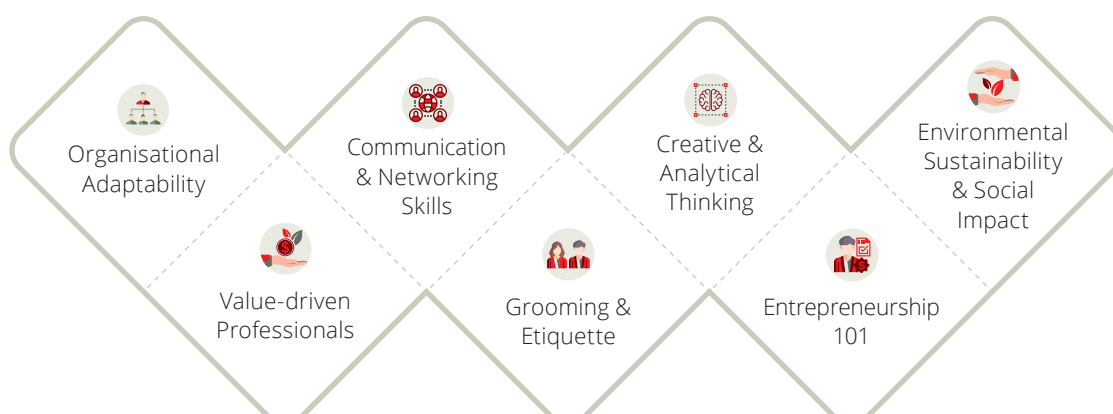 Organisational
Adaptability
Communication
& Networking
Skills
Creative &
Analytical
Thinking
Environmental
Sustainability
& Social
Impact
Value-driven
Professionals
Grooming &
Etiquette
Entrepreneurship
101